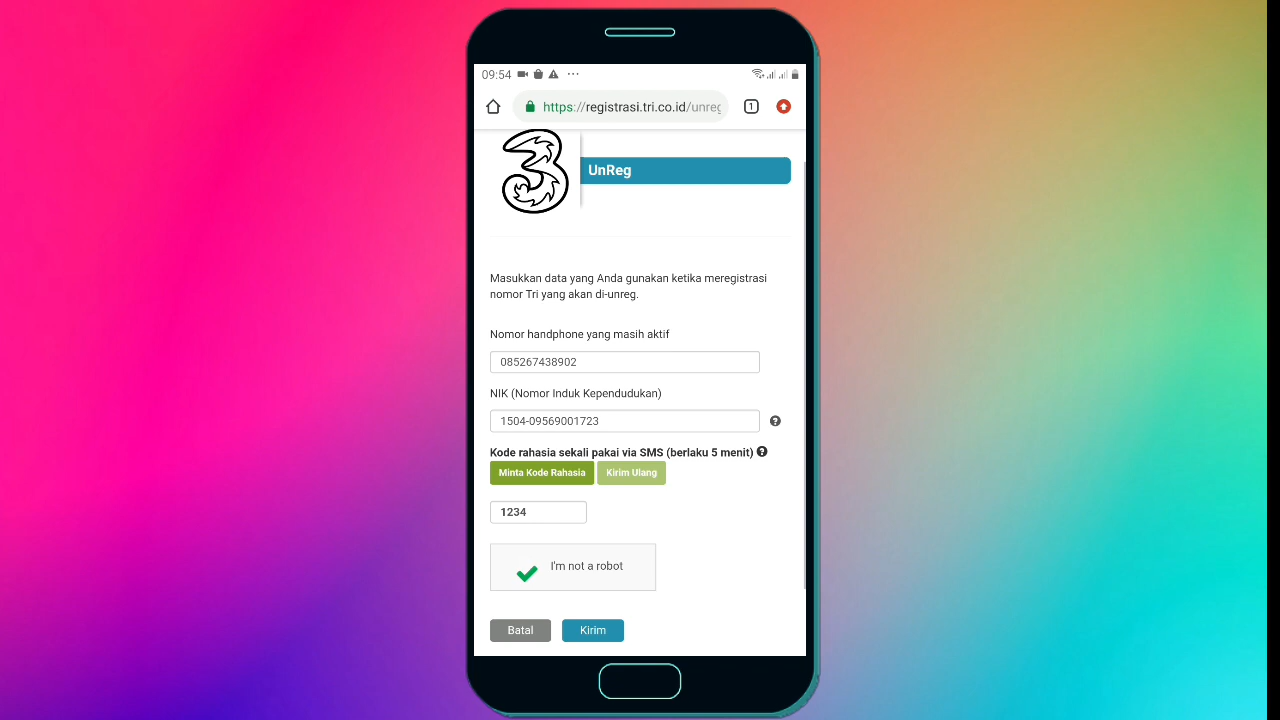 09:54
https://registrasi.tri.co.id/unreg
1
3
UnReg
Masukkan data yang Anda gunakan ketika meregistrasi
nomor Tri yang akan di-unreg.
Nomor handphone yang masih aktif
085267438902
NIK (Nomor Induk Kependudukan)
1504-09569001723
Kode rahasia sekali pakai via SMS (berlaku 5 menit)
Minta Kode Rahasia Kirim Ulang
1234
I'm not a robot
Batal Kirim